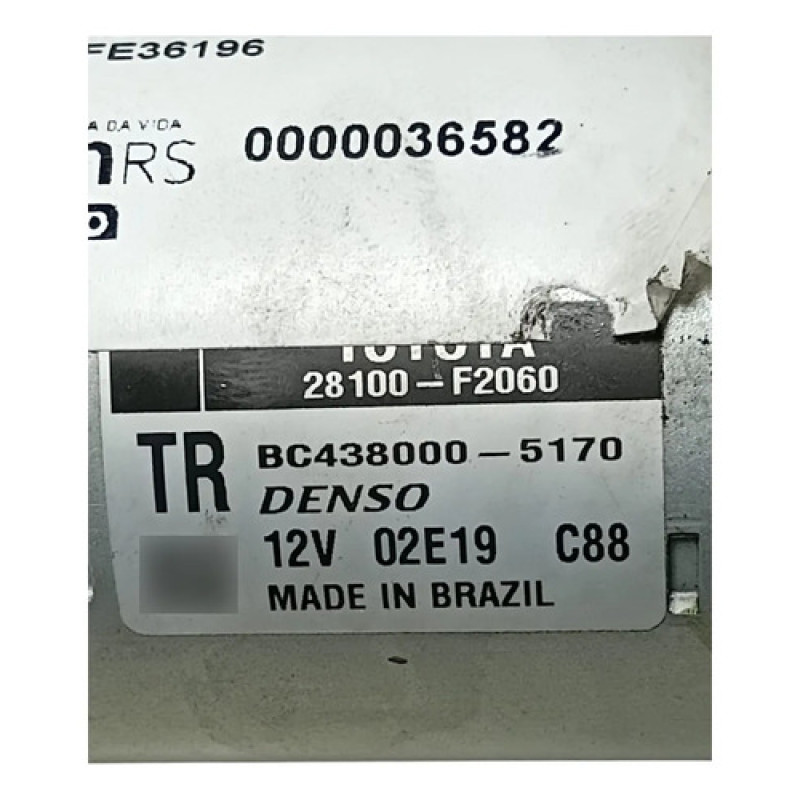 FE36196
A DA VIDA
0000036582
RS
TOYOTA
28100-F2060
TR
BC438000-5170
DENSO
12V 02E19 C88
MADE IN BRAZIL